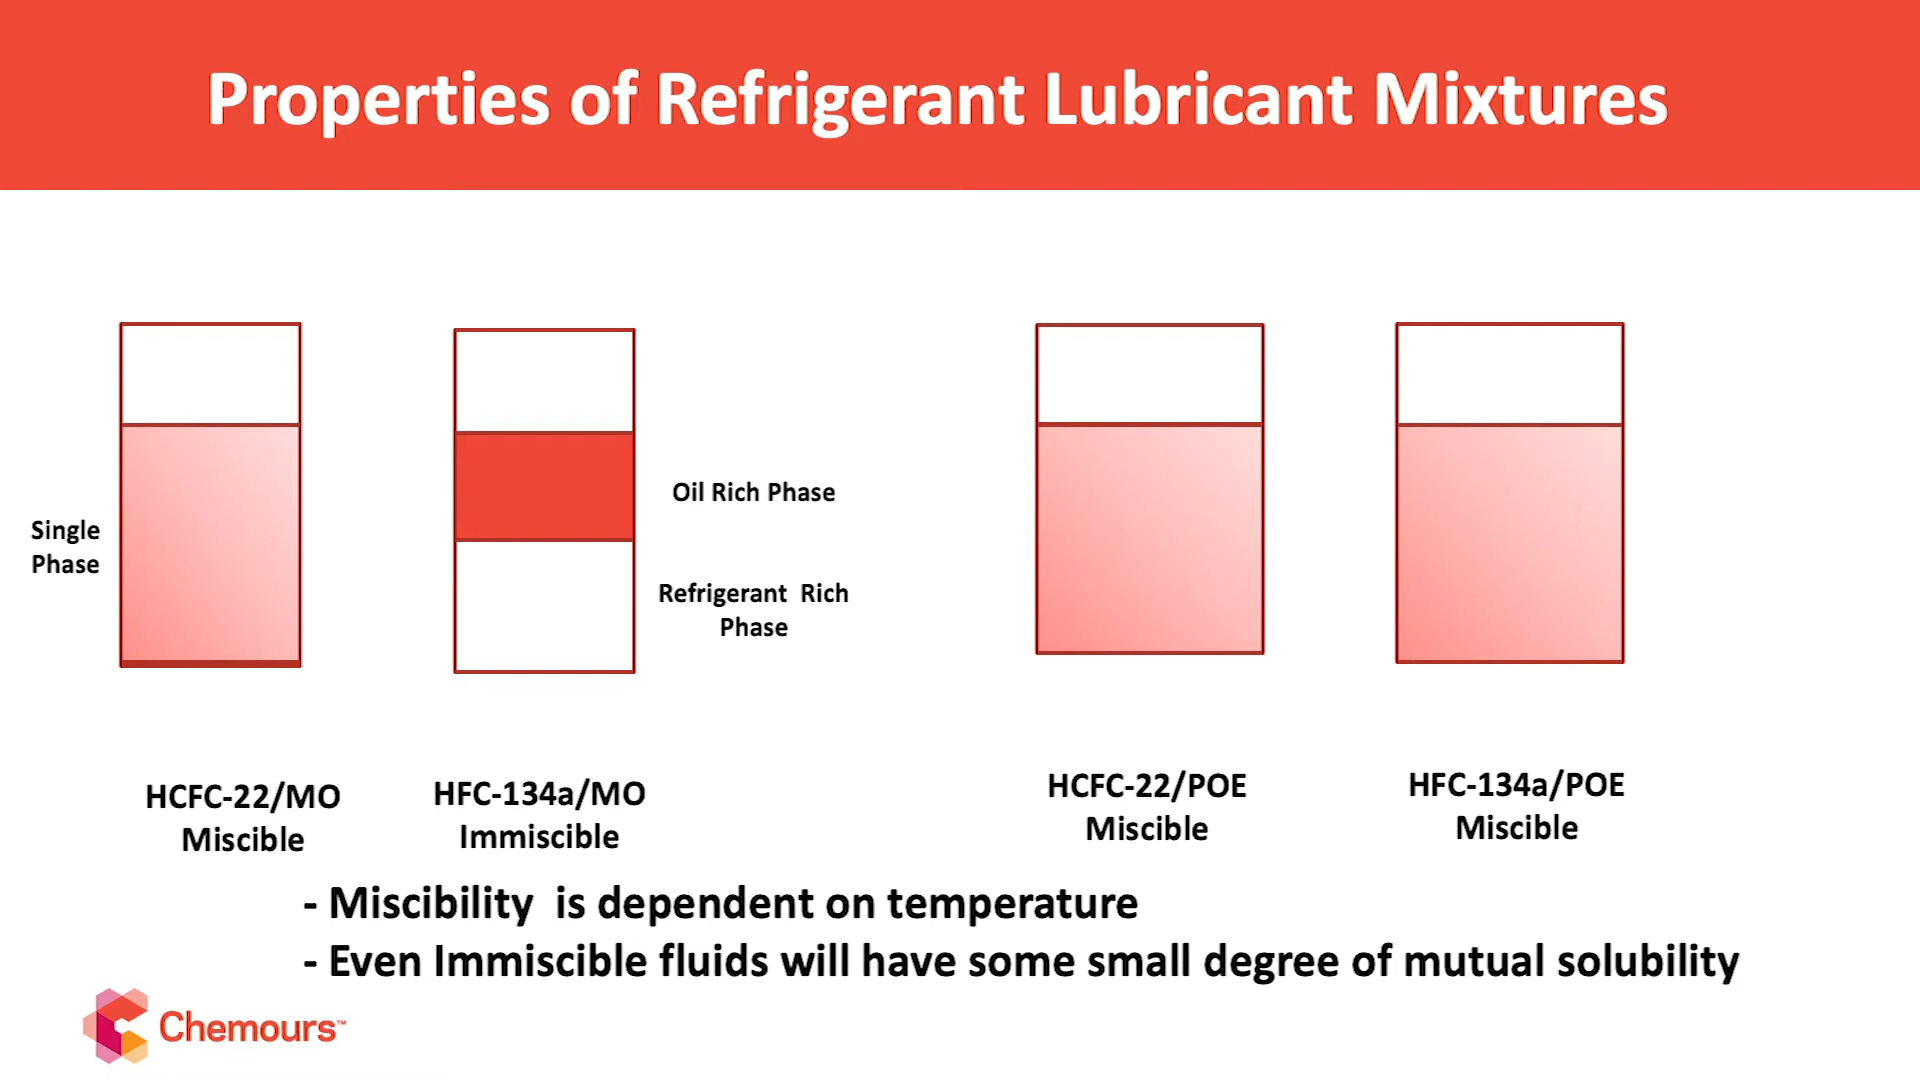 Properties of Refrigerant Lubricant Mixtures
Single
Phase
Oil Rich Phase
Refrigerant Rich
Phase
HCFC-22/MO
Miscible
HFC-134a/MO
Immiscible
HCFC-22/POE
Miscible
HFC-134a/POE
Miscible
- Miscibility is dependent on temperature
- Even Immiscible fluids will have some small degree of mutual solubility
Chemours™